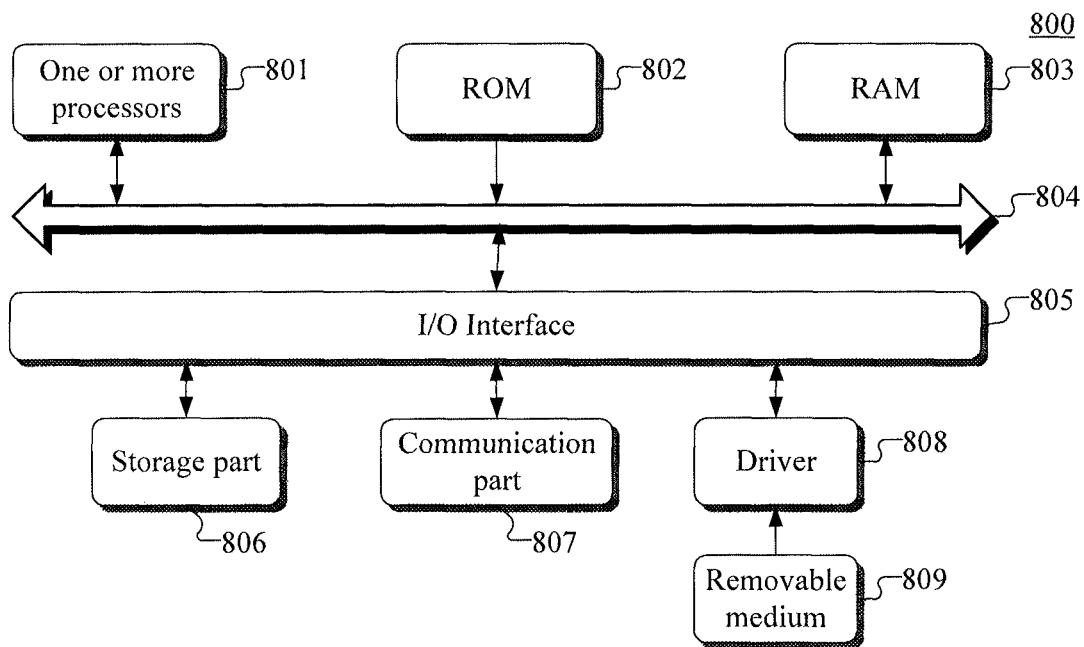 800
One or more
processors
801
ROM
802
RAM
803
804
I/O Interface
805
Storage part
806
Communication
part
807
Driver
808
Removable
medium
809